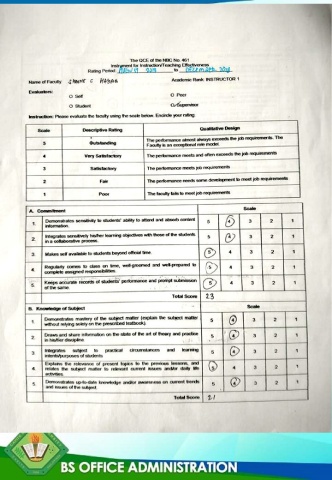 The QCE of the NBC No. 461
Instrument for Instruction/Teaching Effectiveness
Rating Period: to
Name of Faculty: C Academic Rank: INSTRUCTOR 1
Evaluators:
O Self O Peer
O Student O Supervisor
Instruction: Please evaluate the faculty using the scale below. Encircle your rating.
Scale Descriptive Rating Qualitative Design
5 Outstanding The performance almost always exceeds the job requirements. The Faculty is an exceptional role model.
4 Very Satisfactory The performance meets and often exceeds the job requirements
3 Satisfactory The performance meets job requirements
2 Fair The performance needs some development to meet job requirements
1 Poor The faculty fails to meet job requirements
A. Commitment Scale
1. Demonstrates sensitivity to students' ability to attend and absorb content information. 5 4 3 2 1
2. Integrates sensitively his/her learning objectives with those of the students in a collaborative process. 5 4 3 2 1
3. Makes self available to students beyond official time. 5 4 3 2 1
4. Regularly comes to class on time, well-groomed and well-prepared to complete assigned responsibilities. 5 4 3 2 1
5. Keeps accurate records of students' performance and prompt submission of the same. 5 4 3 2 1
Total Score 23
B. Knowledge of Subject Scale
1. Demonstrates mastery of the subject matter (explain the subject matter without relying solely on the prescribed textbook). 5 4 3 2 1
2. Draws and share information on the state of the art of theory and practice in his/her discipline. 5 4 3 2 1
3. Integrates subject to practical circumstances and learning intents/purposes of students 5 4 3 2 1
4. Explains the relevance of present topics to the previous lessons, and relates the subject matter to relevant current issues and/or daily life activities. 5 4 3 2 1
5. Demonstrates up-to-date knowledge and/or awareness on current trends and issues of the subject 5 4 3 2 1
Total Score 21
BS OFFICE ADMINISTRATION